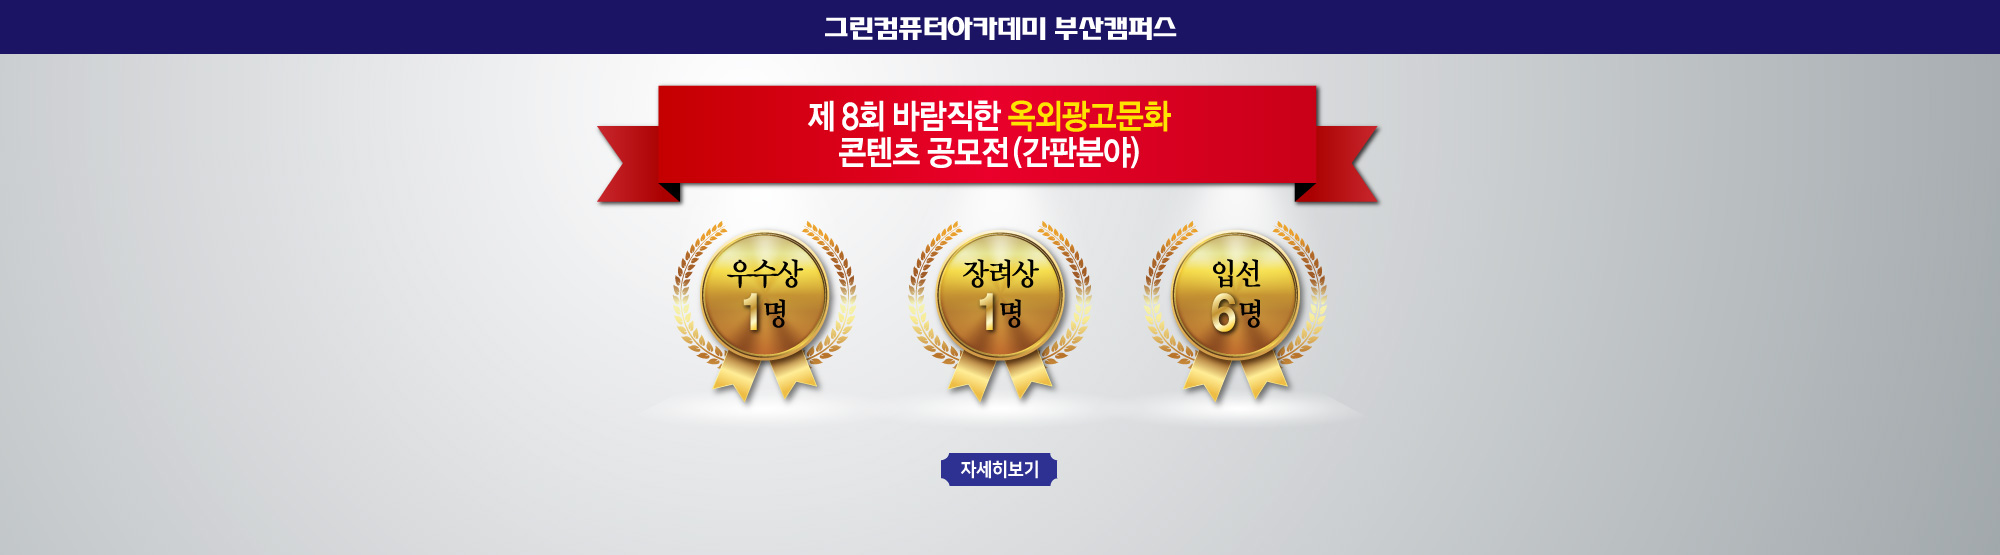 그린컴퓨터아카데미 부산캠퍼스
제 8회 바람직한 옥외광고문화
콘텐츠 공모전 (간판분야)
우수상
1명
장려상
1명
입선
6명
자세히보기